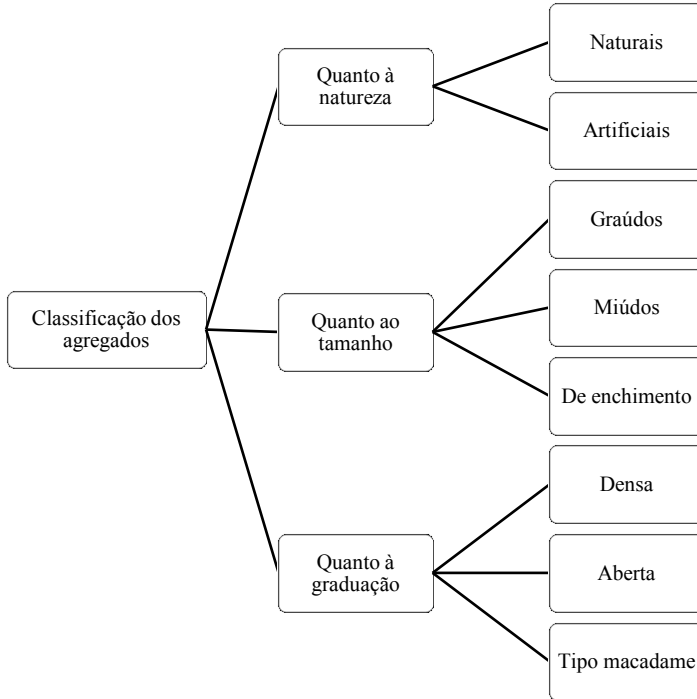 Classificação dos
agregados
Quanto à
natureza
Naturais
Artificiais
Quanto ao
tamanho
Graúdos
Miúdos
De enchimento
Quanto à
graduação
Densa
Aberta
Tipo macadame